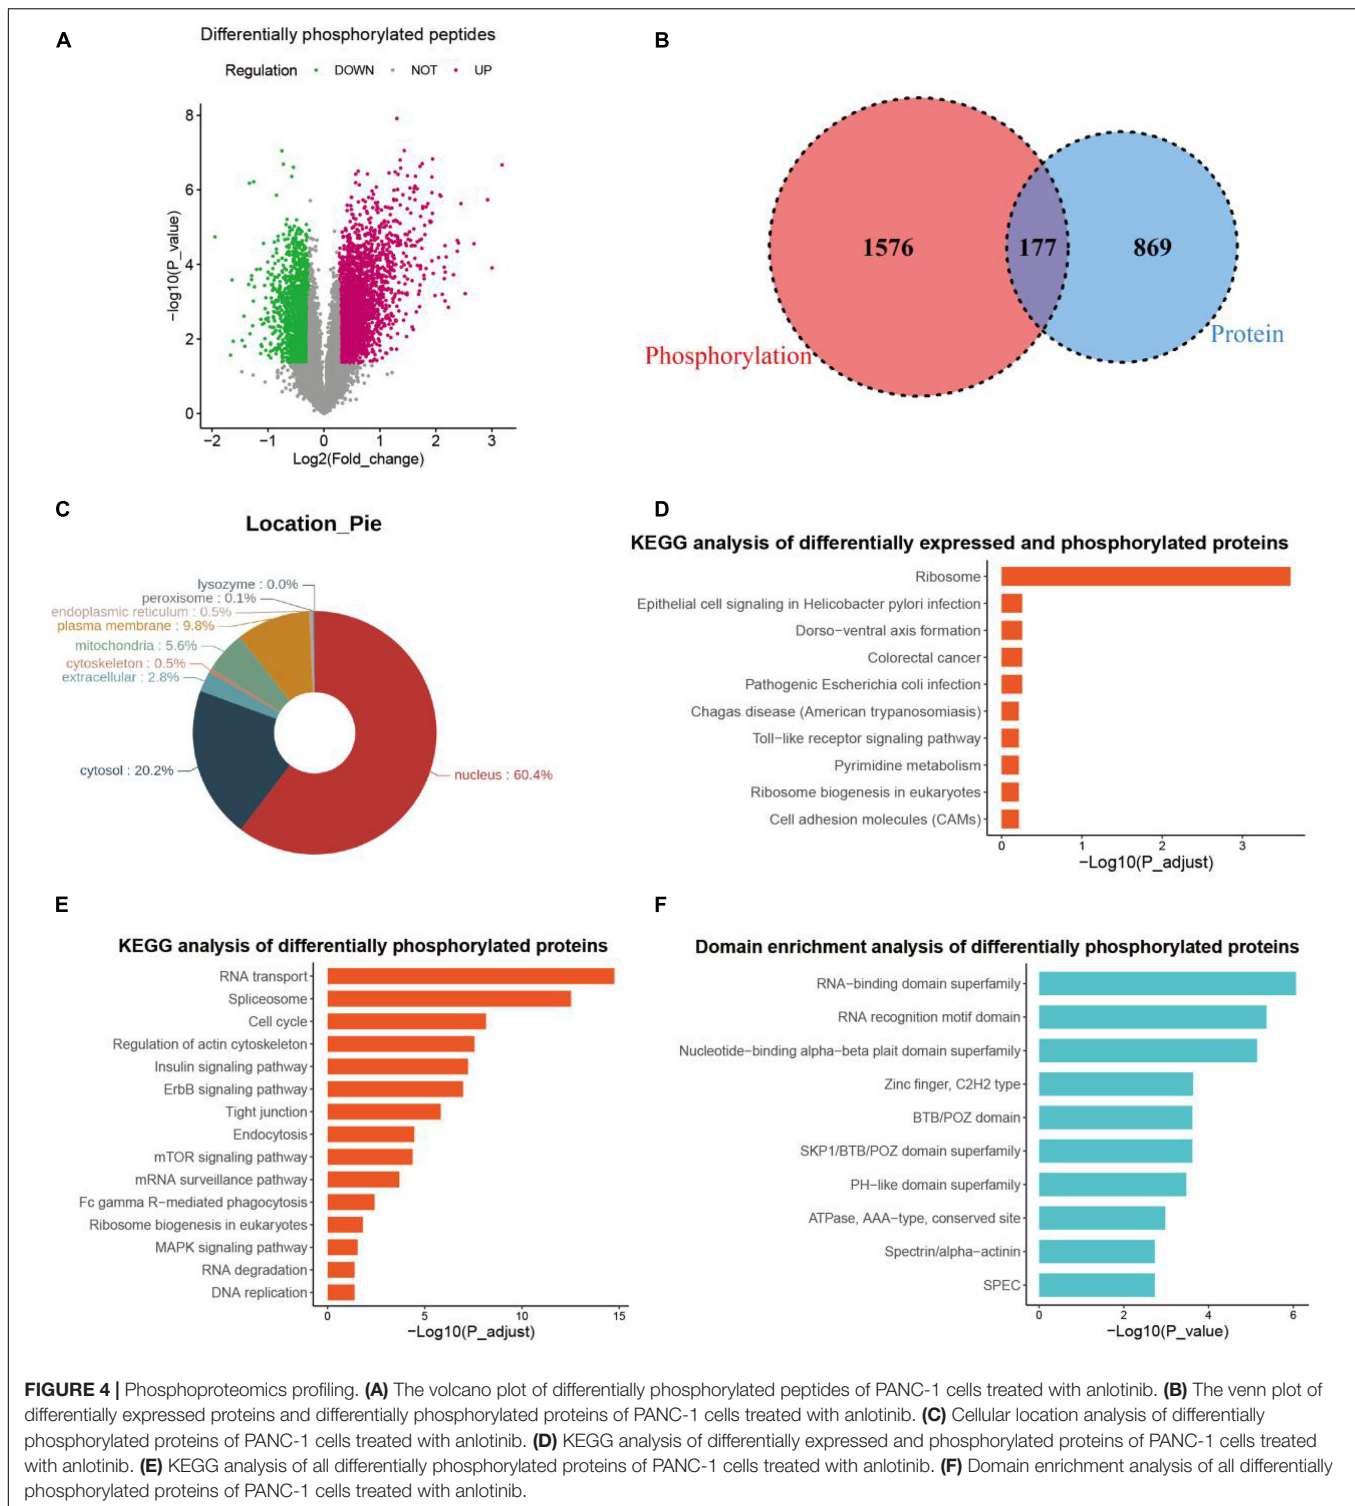 A
Differentially phosphorylated peptides
Regulation DOWN NOT UP
8
6
4
2
0
−log10(P_value)
−2 −1 0 1 2 3
Log2(Fold_change)
B
1576 177 869
Phosphorylation
Protein
C
Location_Pie
lysozyme : 0.0%
peroxisome : 0.1%
endoplasmic reticulum : 0.5%
plasma membrane : 9.8%
mitochondria : 5.6%
cytoskeleton : 0.5%
extracellular : 2.8%
cytosol : 20.2%
nucleus : 60.4%
D
KEGG analysis of differentially expressed and phosphorylated proteins
Ribosome
Epithelial cell signaling in Helicobacter pylori infection
Dorso−ventral axis formation
Colorectal cancer
Pathogenic Escherichia coli infection
Chagas disease (American trypanosomiasis)
Toll−like receptor signaling pathway
Pyrimidine metabolism
Ribosome biogenesis in eukaryotes
Cell adhesion molecules (CAMs)
0 1 2 3
−Log10(P_adjust)
E
KEGG analysis of differentially phosphorylated proteins
RNA transport
Spliceosome
Cell cycle
Regulation of actin cytoskeleton
Insulin signaling pathway
ErbB signaling pathway
Tight junction
Endocytosis
mTOR signaling pathway
mRNA surveillance pathway
Fc gamma R−mediated phagocytosis
Ribosome biogenesis in eukaryotes
MAPK signaling pathway
RNA degradation
DNA replication
0 5 10 15
−Log10(P_adjust)
F
Domain enrichment analysis of differentially phosphorylated proteins
RNA−binding domain superfamily
RNA recognition motif domain
Nucleotide−binding alpha−beta plait domain superfamily
Zinc finger, C2H2 type
BTB/POZ domain
SKP1/BTB/POZ domain superfamily
PH−like domain superfamily
ATPase, AAA−type, conserved site
Spectrin/alpha−actinin
SPEC
0 2 4 6
−Log10(P_value)
FIGURE 4 | Phosphoproteomics profiling. (A) The volcano plot of differentially phosphorylated peptides of PANC-1 cells treated with anlotinib. (B) The venn plot of
differentially expressed proteins and differentially phosphorylated proteins of PANC-1 cells treated with anlotinib. (C) Cellular location analysis of differentially
phosphorylated proteins of PANC-1 cells treated with anlotinib. (D) KEGG analysis of differentially expressed and phosphorylated proteins of PANC-1 cells treated
with anlotinib. (E) KEGG analysis of all differentially phosphorylated proteins of PANC-1 cells treated with anlotinib. (F) Domain enrichment analysis of all differentially
phosphorylated proteins of PANC-1 cells treated with anlotinib.